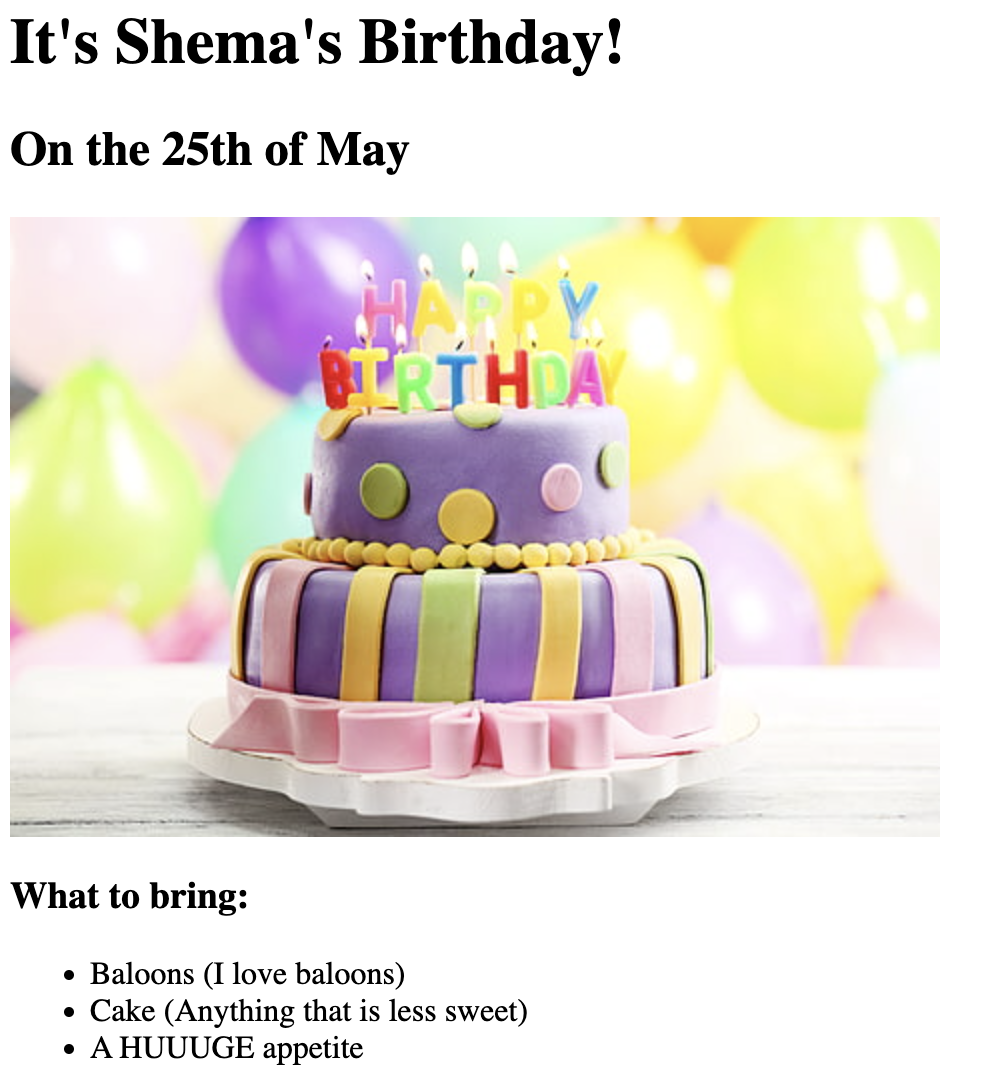 It's Shema's Birthday!
On the 25th of May
HAPPY
BIRTHDAY
What to bring:
Baloons (I love baloons)
Cake (Anything that is less sweet)
A HUUUGE appetite